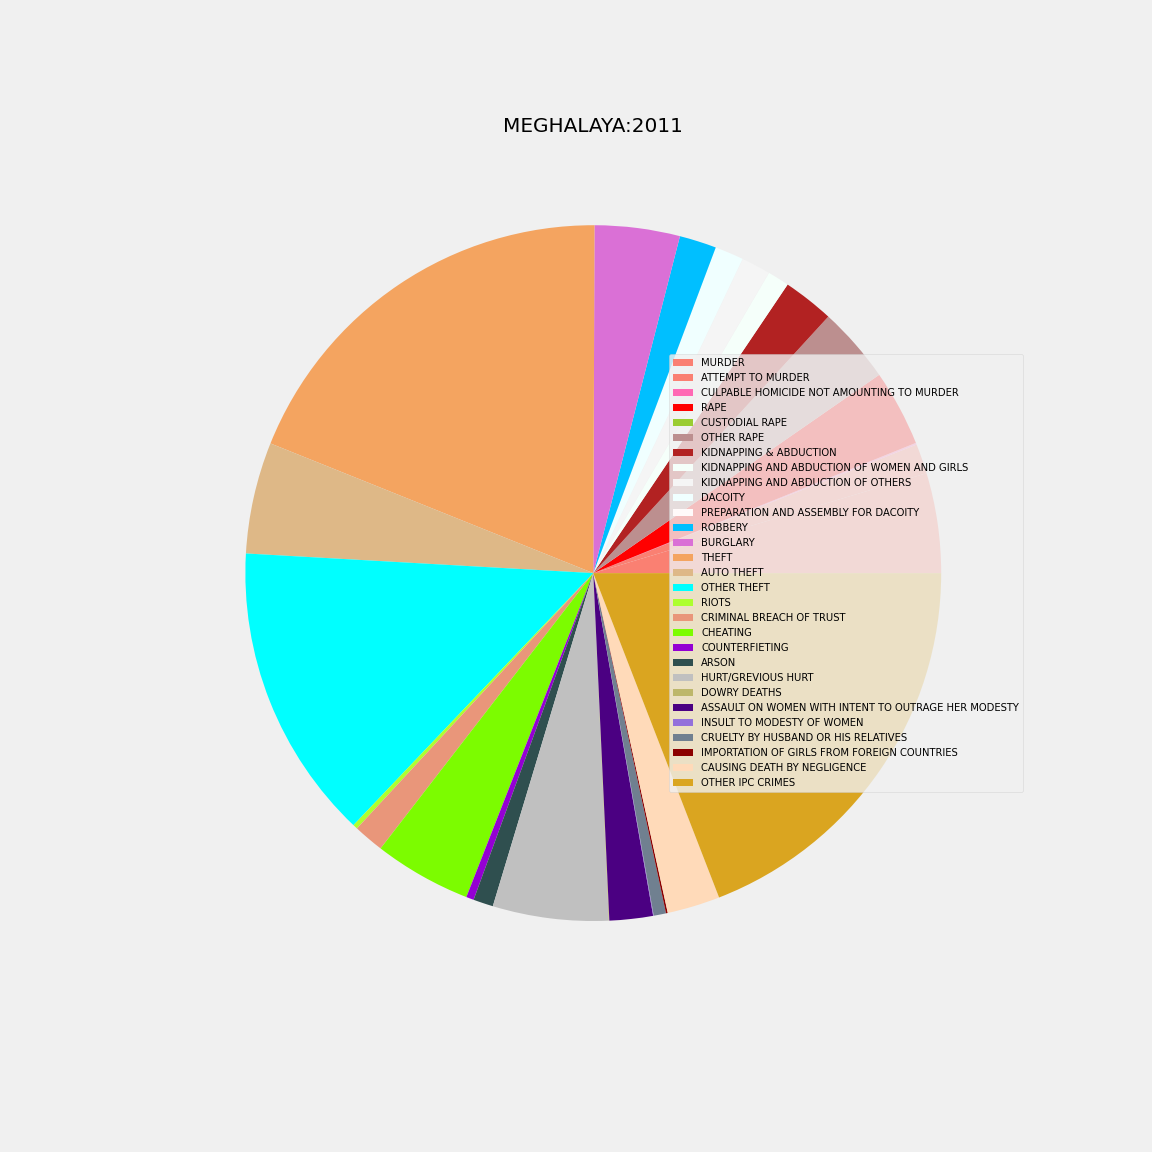 MEGHALAYA:2011
MURDER
ATTEMPT TO MURDER
CULPABLE HOMICIDE NOT AMOUNTING TO MURDER
RAPE
CUSTODIAL RAPE
OTHER RAPE
KIDNAPPING & ABDUCTION
KIDNAPPING AND ABDUCTION OF WOMEN AND GIRLS
KIDNAPPING AND ABDUCTION OF OTHERS
DACOITY
PREPARATION AND ASSEMBLY FOR DACOITY
ROBBERY
BURGLARY
THEFT
AUTO THEFT
OTHER THEFT
RIOTS
CRIMINAL BREACH OF TRUST
CHEATING
COUNTERFIETING
ARSON
HURT/GREVIOUS HURT
DOWRY DEATHS
ASSAULT ON WOMEN WITH INTENT TO OUTRAGE HER MODESTY
INSULT TO MODESTY OF WOMEN
CRUELTY BY HUSBAND OR HIS RELATIVES
IMPORTATION OF GIRLS FROM FOREIGN COUNTRIES
CAUSING DEATH BY NEGLIGENCE
OTHER IPC CRIMES